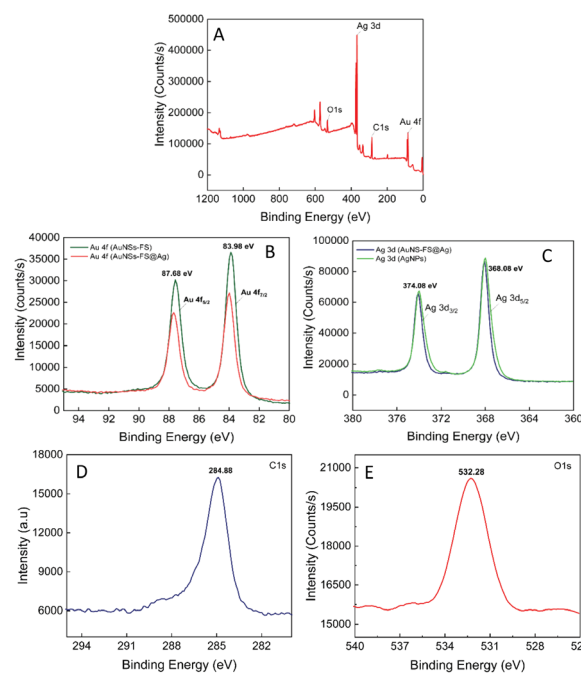 A
Ag 3d
O1s
C1s
Au 4f
500000
400000
300000
200000
100000
0
Intensity (Counts/s)
1200 1000 800 600 400 200 0
Binding Energy (eV)
B
Au 4f (AuNSs-FS)
Au 4f (AuNSs-FS@Ag)
83.98 eV
87.68 eV
Au 4f5/2
Au 4f7/2
40000
35000
30000
25000
20000
15000
10000
5000
0
Intensity (Counts/s)
94 92 90 88 86 84 82 80
Binding Energy (eV)
C
Ag 3d (AuNS-FS@Ag)
Ag 3d (AgNPs)
368.08 eV
374.08 eV
Ag 3d3/2
Ag 3d5/2
100000
80000
60000
40000
20000
0
Intensity (Counts/s)
380 376 372 368 364 360
Binding Energy (eV)
D
C1s
284.88
18000
15000
12000
9000
6000
Intensity (a.u)
294 291 288 285 282
Binding Energy (eV)
E
O1s
532.28
21000
19500
18000
16500
15000
Intensity (Counts/s)
540 537 534 531 528
Binding Energy (eV)